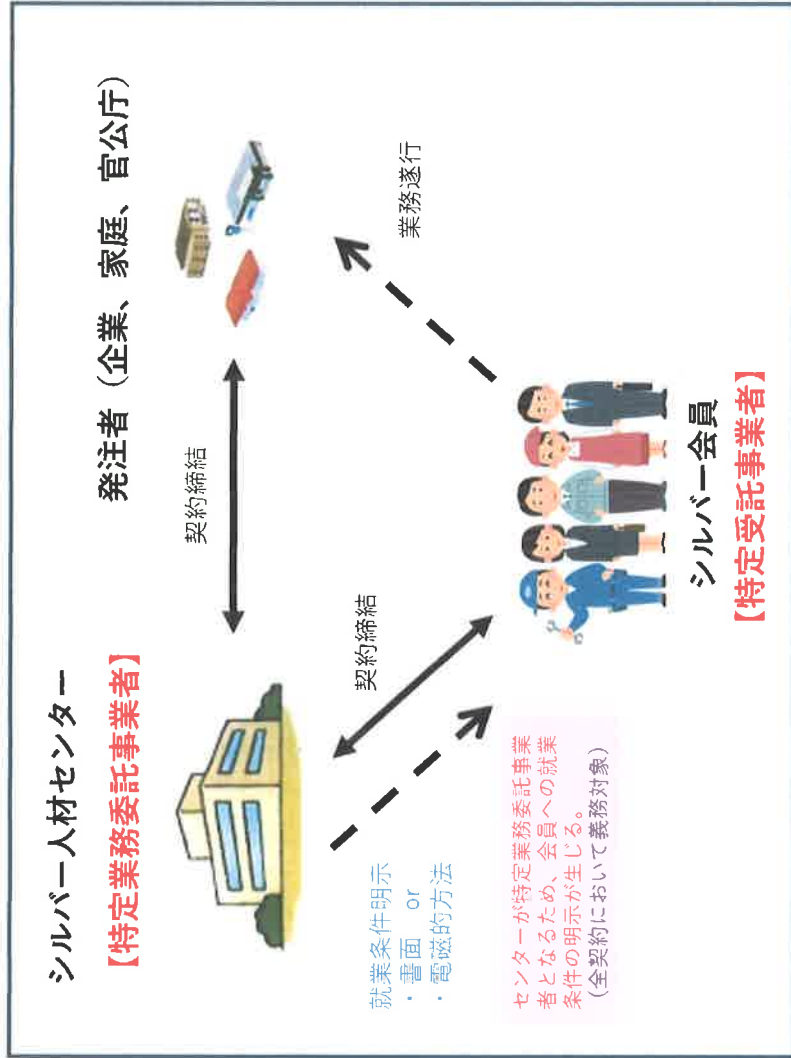 シルバー人材センター
【特定業務委託事業者】
発注者（企業、家庭、官公庁）
契約締結
契約締結
業務遂行
就業条件明示
・書面 or
・電磁的方法
センターが特定業務委託事業
者となるため、会員への就業
条件の明示が生じる。
（全契約において義務対象）
シルバー会員
【特定受託事業者】